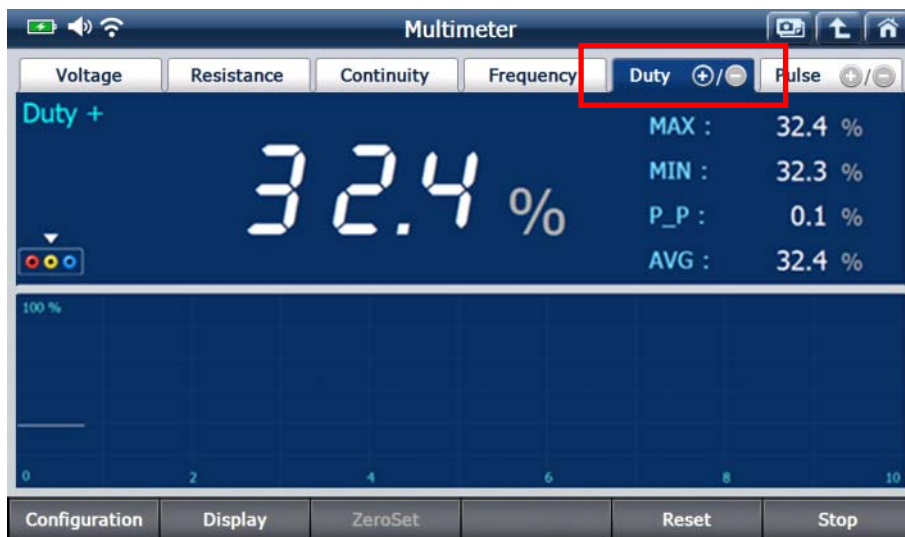 Multimeter
Voltage Resistance Continuity Frequency Duty +/- Pulse +/-
Duty +
32.4 %
MAX : 32.4 %
MIN : 32.3 %
P_P : 0.1 %
AVG : 32.4 %
100 %
0 2 4 6 8 10
Configuration Display ZeroSet Reset Stop